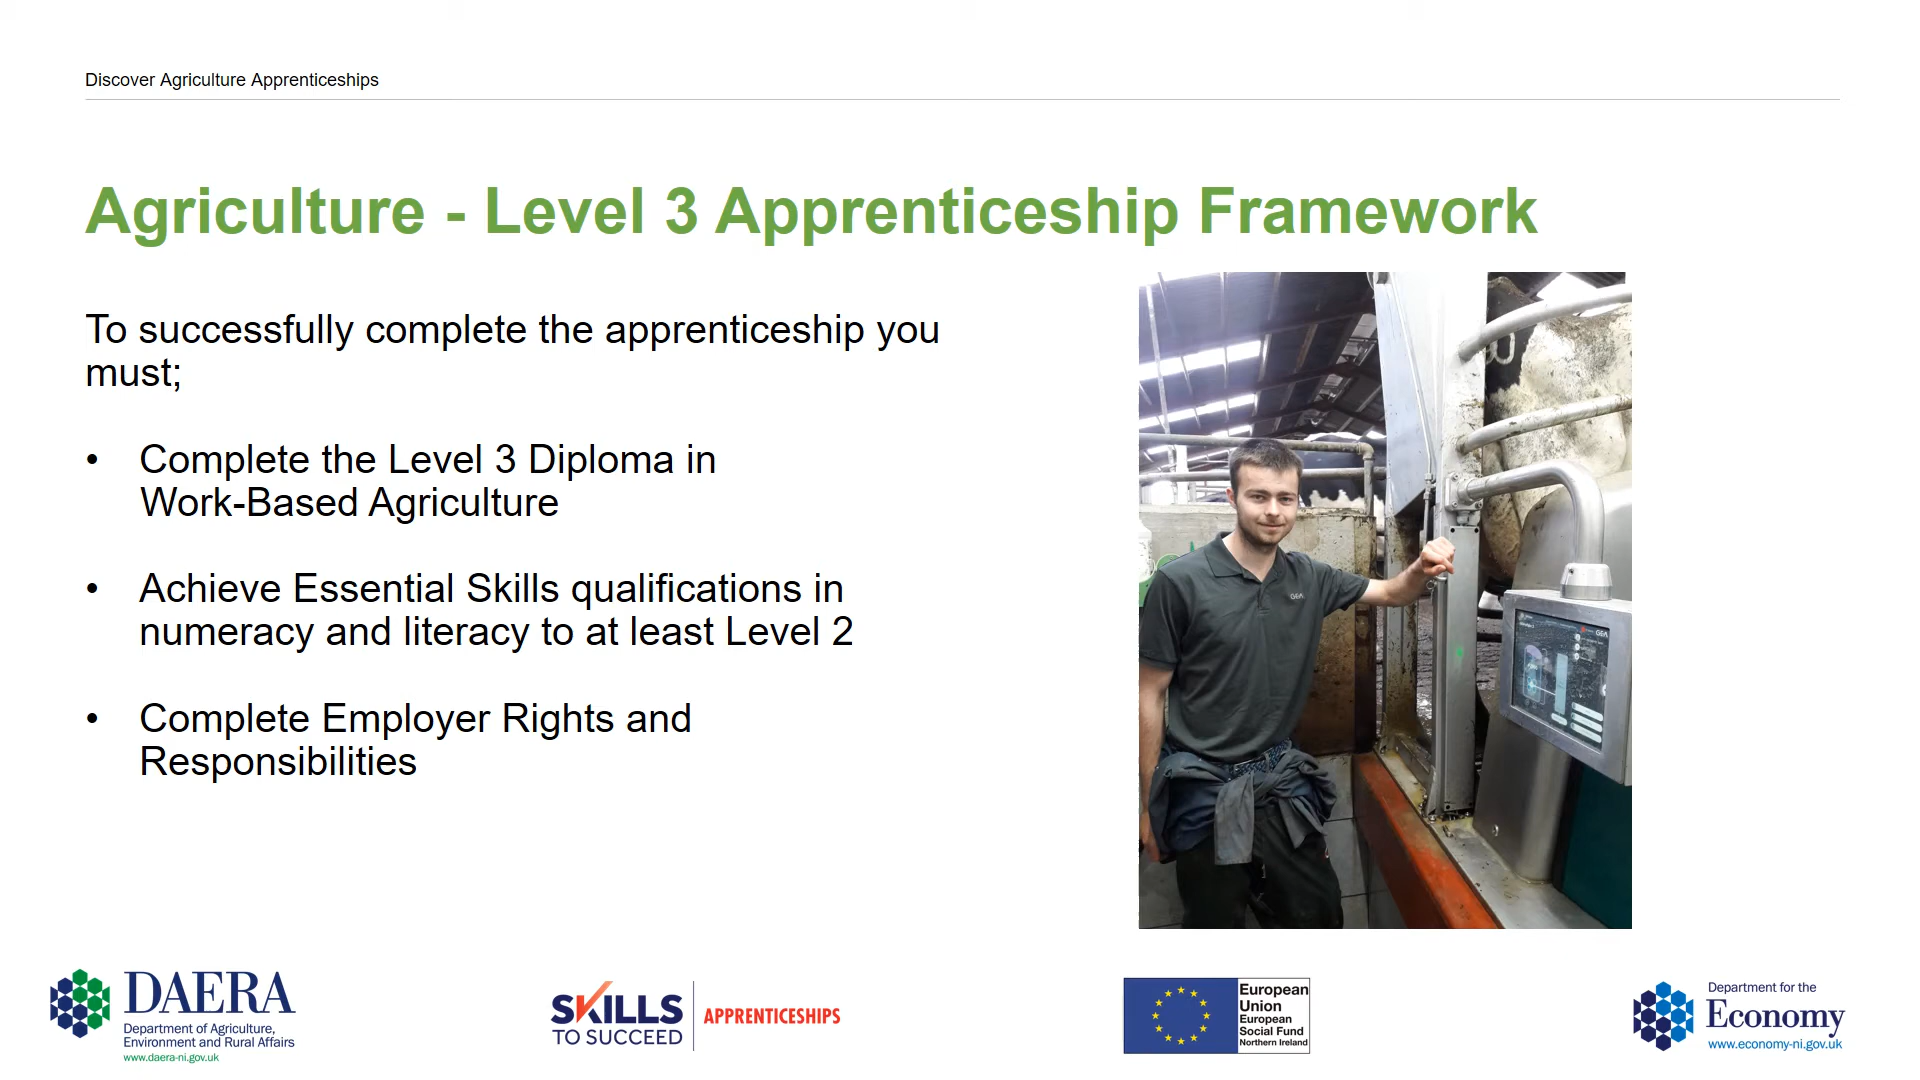 Discover Agriculture Apprenticeships
Agriculture - Level 3 Apprenticeship Framework
To successfully complete the apprenticeship you
must;
• Complete the Level 3 Diploma in
Work-Based Agriculture
• Achieve Essential Skills qualifications in
numeracy and literacy to at least Level 2
• Complete Employer Rights and
Responsibilities
GEA
GEA
DAERA
Department of Agriculture,
Environment and Rural Affairs
www.daera-ni.gov.uk
SKILLS
TO SUCCEED
APPRENTICESHIPS
European
Union
European
Social Fund
Northern Ireland
Department for the
Economy
www.economy-ni.gov.uk